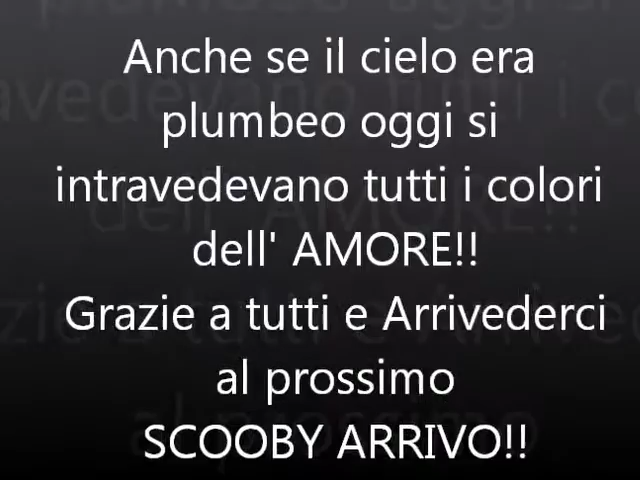 Anche se il cielo era
plumbeo oggi si
intravedevano tutti i colori
dell' AMORE!!
Grazie a tutti e Arrivederci
al prossimo
SCOOBY ARRIVO!!